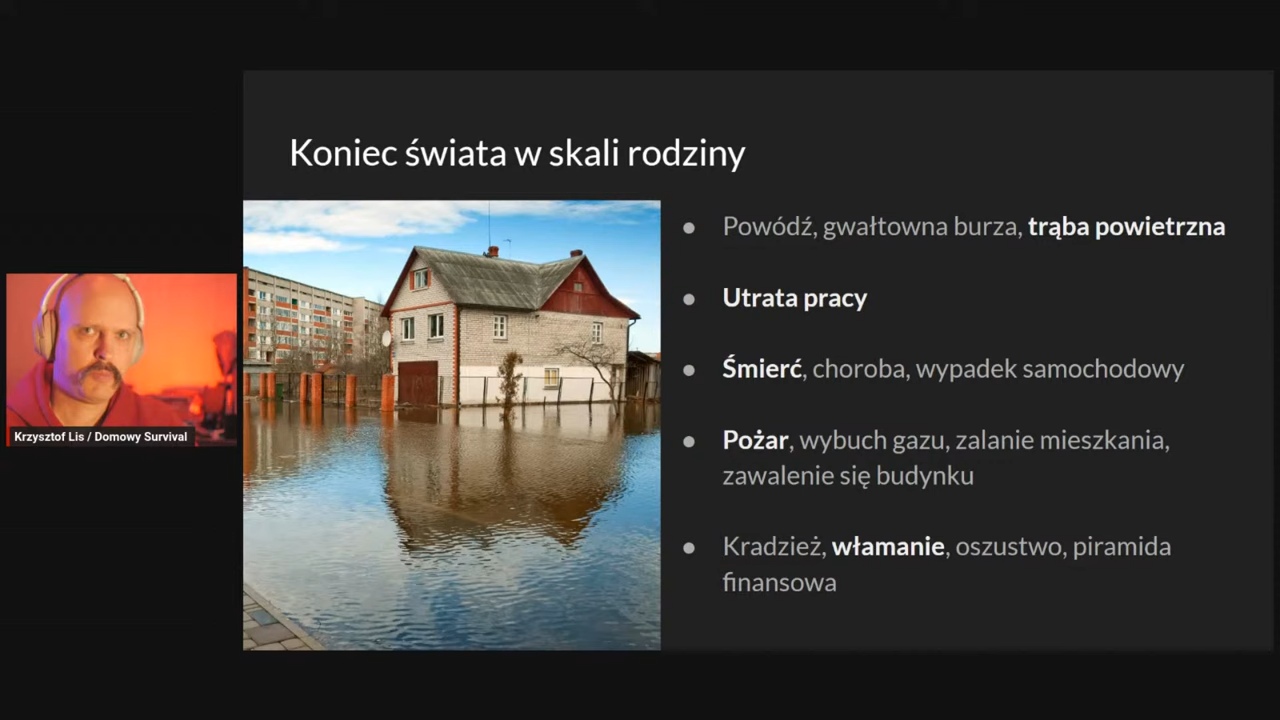 Koniec świata w skali rodziny
Powódź, gwałtowna burza, trąba powietrzna
Utrata pracy
Śmierć, choroba, wypadek samochodowy
Pożar, wybuch gazu, zalanie mieszkania,
zawalenie się budynku
Kradzież, włamanie, oszustwo, piramida
finansowa
Krzysztof Lis / Domowy Survival